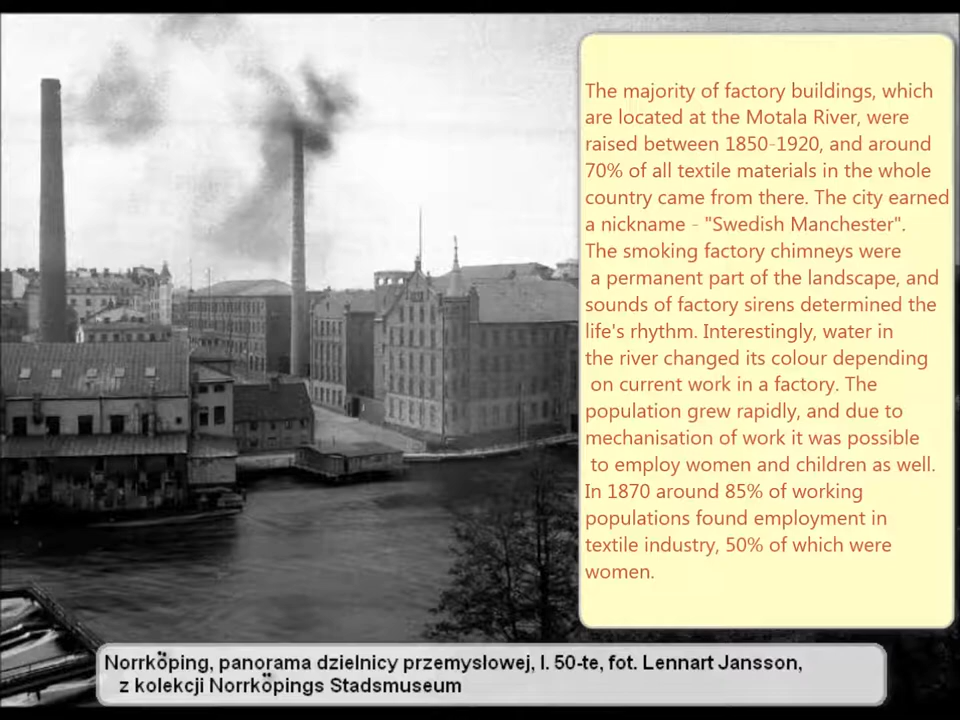 The majority of factory buildings, which
are located at the Motala River, were
raised between 1850-1920, and around
70% of all textile materials in the whole
country came from there. The city earned
a nickname - "Swedish Manchester".
The smoking factory chimneys were
a permanent part of the landscape, and
sounds of factory sirens determined the
life's rhythm. Interestingly, water in
the river changed its colour depending
on current work in a factory. The
population grew rapidly, and due to
mechanisation of work it was possible
to employ women and children as well.
In 1870 around 85% of working
populations found employment in
textile industry, 50% of which were
women.
Norrköping, panorama dzielnicy przemysłowej, l. 50-te, fot. Lennart Jansson,
z kolekcji Norrköpings Stadsmuseum